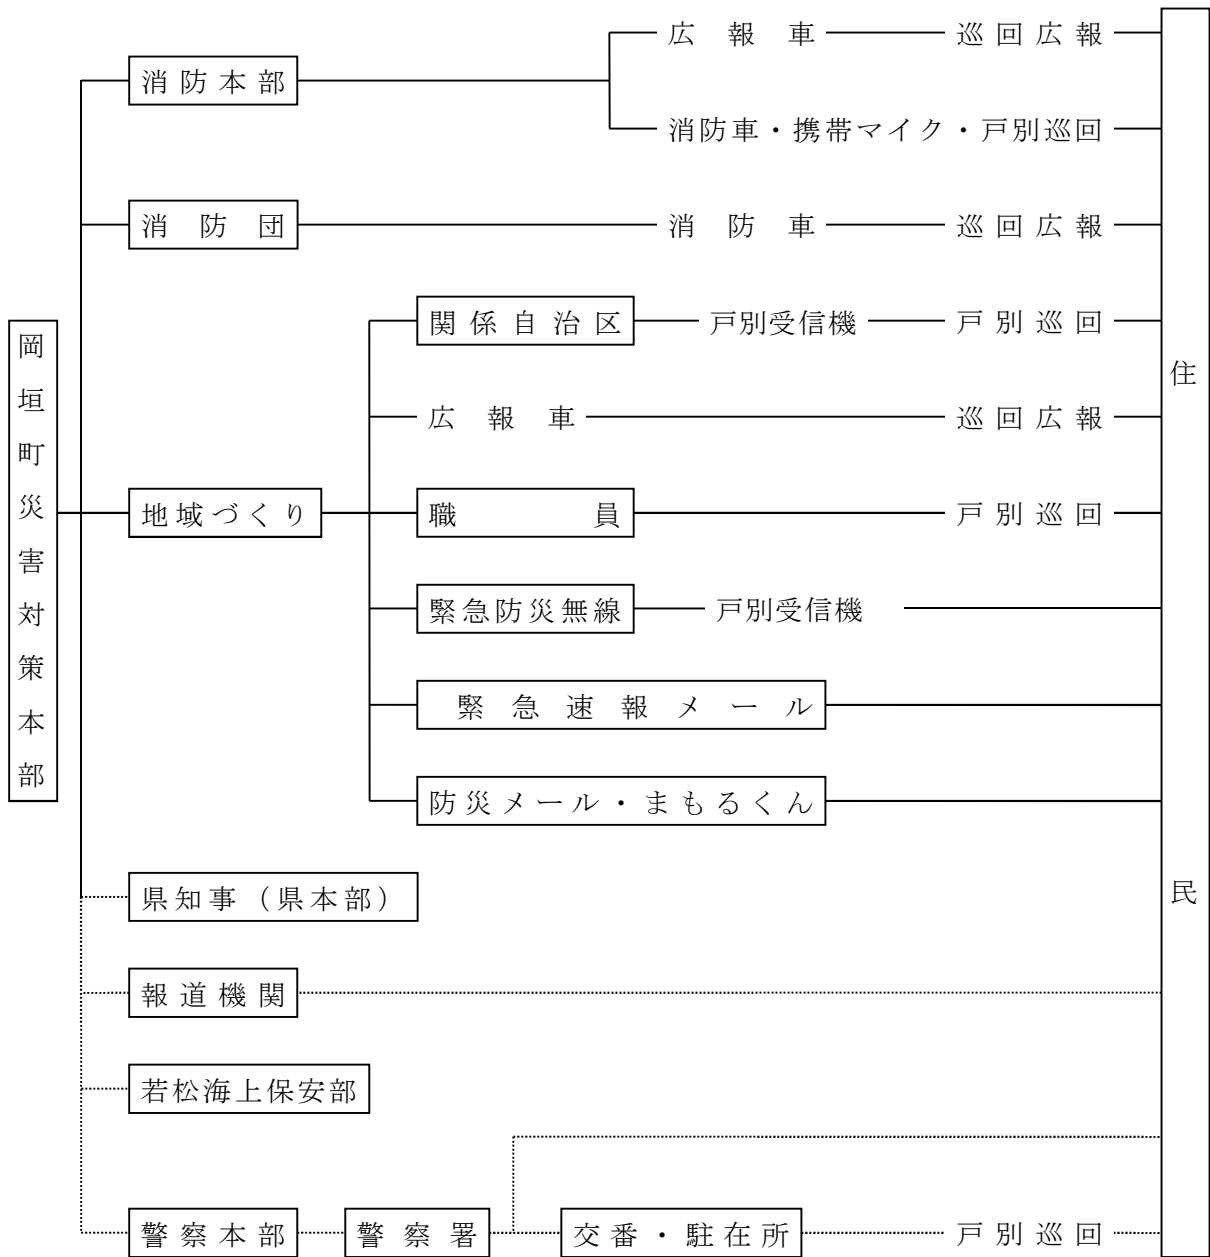 広報車 巡回広報
消防本部
消防車・携帯マイク・戸別巡回
消防団 消防車 巡回広報
関係自治区 戸別受信機 戸別巡回
広報車 巡回広報
地域づくり 職員 戸別巡回
緊急防災無線 戸別受信機
緊急速報メール
防災メール・まもるくん
岡垣町災害対策本部
住民
県知事（県本部）
報道機関
若松海上保安部
警察本部 警察署 交番・駐在所 戸別巡回